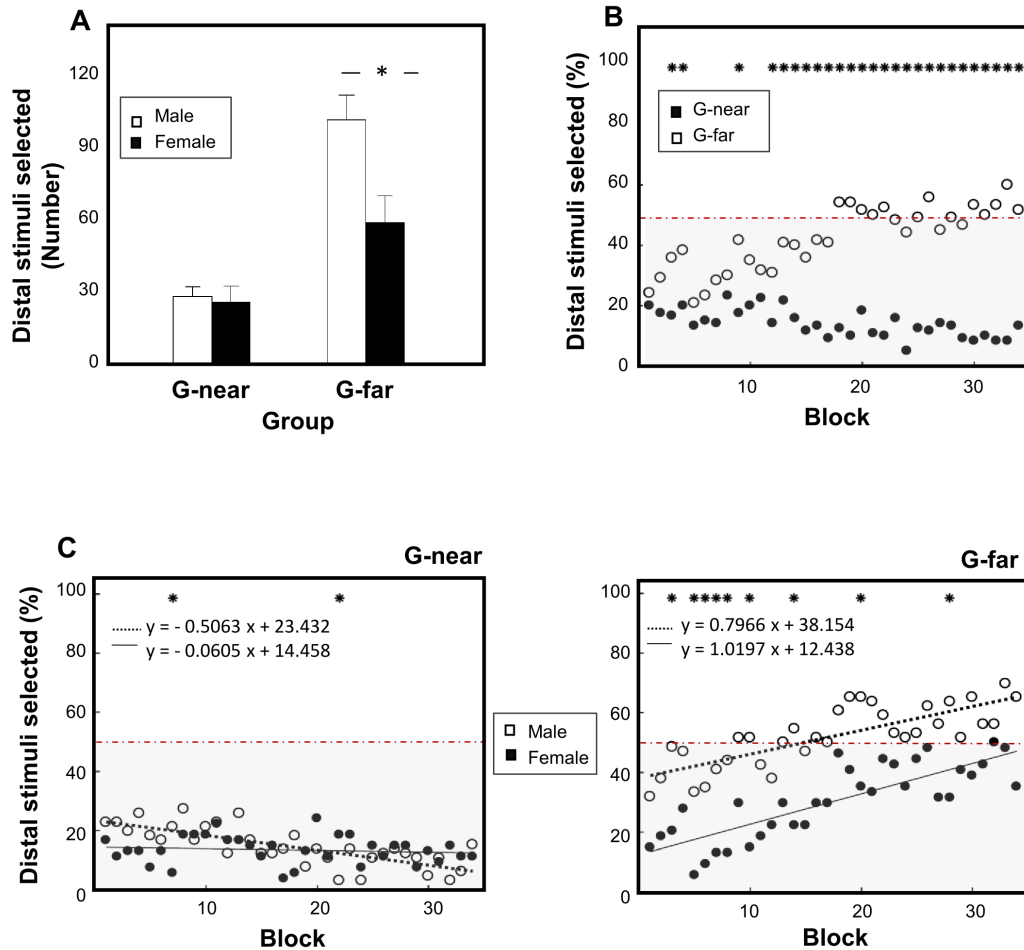 A
Distal stimuli selected
(Number)
120
90
60
30
0
Male
Female
*
G-near
G-far
Group
B
Distal stimuli selected (%)
100
80
60
40
20
0
* * * * * * * * * * * * * * * * * * * * * * * * * *
G-near
G-far
10
20
30
Block
C
G-near
Distal stimuli selected (%)
100
80
60
40
20
0
* *
y = - 0.5063 x + 23.432
y = - 0.0605 x + 14.458
10
20
30
Block
Male
Female
G-far
100
80
60
40
20
0
* * * * * * * * *
y = 0.7966 x + 38.154
y = 1.0197 x + 12.438
10
20
30
Block